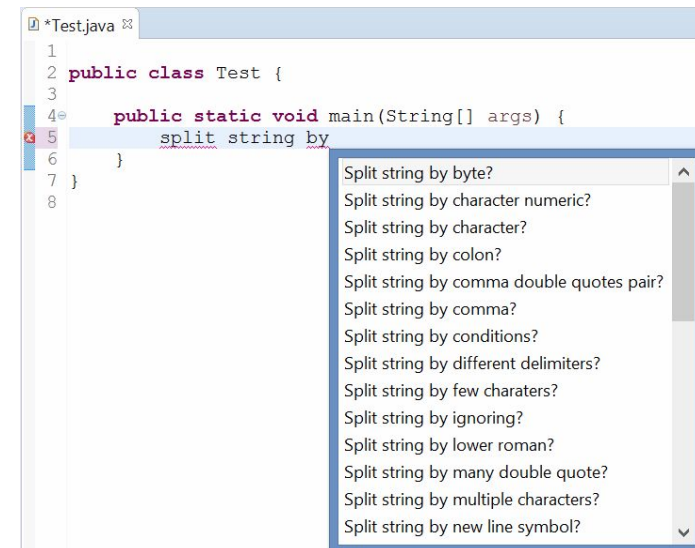 *Test.java
1
2 public class Test {
3
4 public static void main(String[] args) {
5 split string by
6 }
7 }
8
Split string by byte?
Split string by character numeric?
Split string by character?
Split string by colon?
Split string by comma double quotes pair?
Split string by comma?
Split string by conditions?
Split string by different delimiters?
Split string by few charaters?
Split string by ignoring?
Split string by lower roman?
Split string by many double quote?
Split string by multiple characters?
Split string by new line symbol?